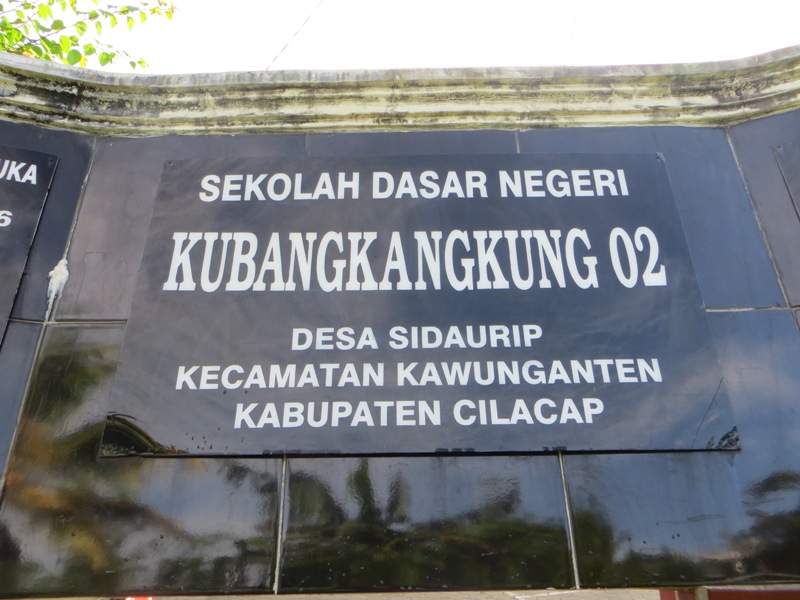 SEKOLAH DASAR NEGERI
KUBANGKANGKUNG 02
DESA SIDAURIP
KECAMATAN KAWUNGANTEN
KABUPATEN CILACAP